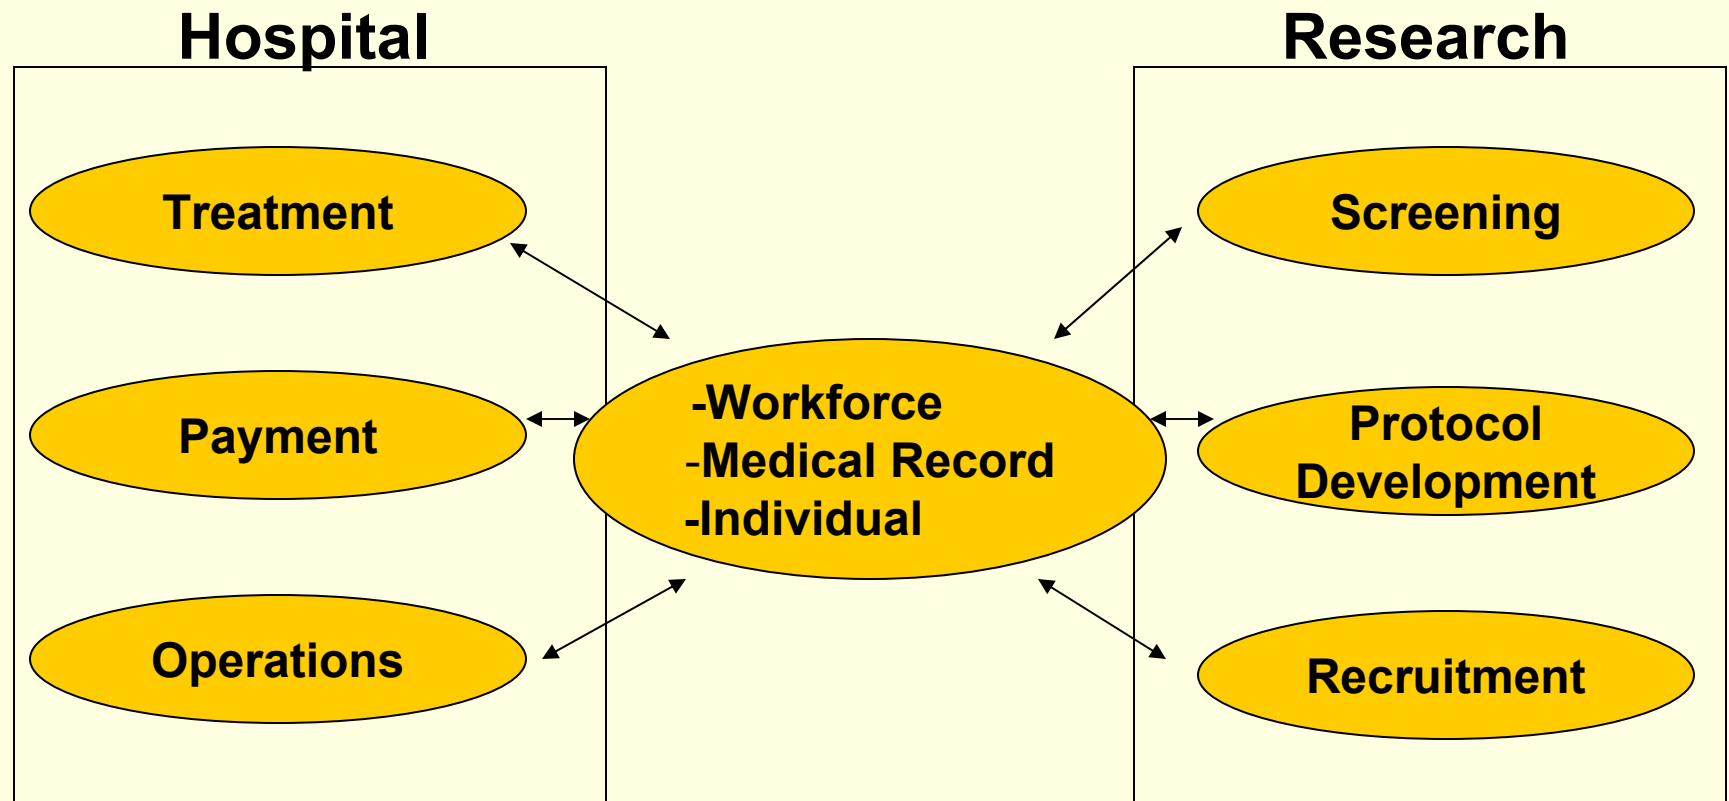 Hospital
Research
Treatment
Payment
Operations
-Workforce
-Medical Record
-Individual
Screening
Protocol
Development
Recruitment